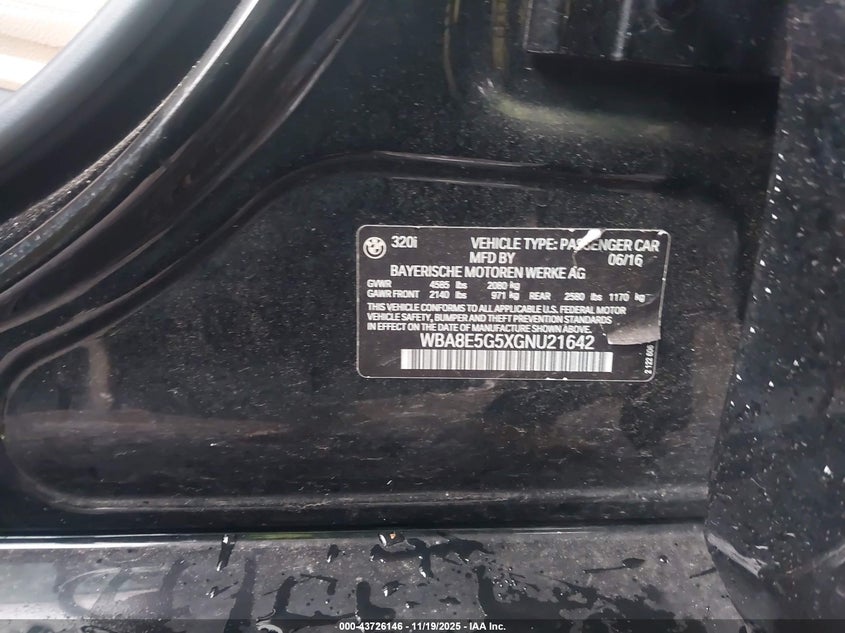 320i VEHICLE TYPE: PASSENGER CAR
MFD BY 06/16
BAYERISCHE MOTOREN WERKE AG
GVWR 4585 lbs 2080 kg
GAWR FRONT 2140 lbs 971 kg REAR 2580 lbs 1170 kg
THIS VEHICLE CONFORMS TO ALL APPLICABLE U.S. FEDERAL MOTOR
VEHICLE SAFETY, BUMPER AND THEFT PREVENTION STANDARDS
IN EFFECT ON THE DATE OF MANUFACTURE SHOWN ABOVE.
WBA8E5G5XGNU21642
2 122 606
000-43726146 - 11/19/2025 - IAA Inc.